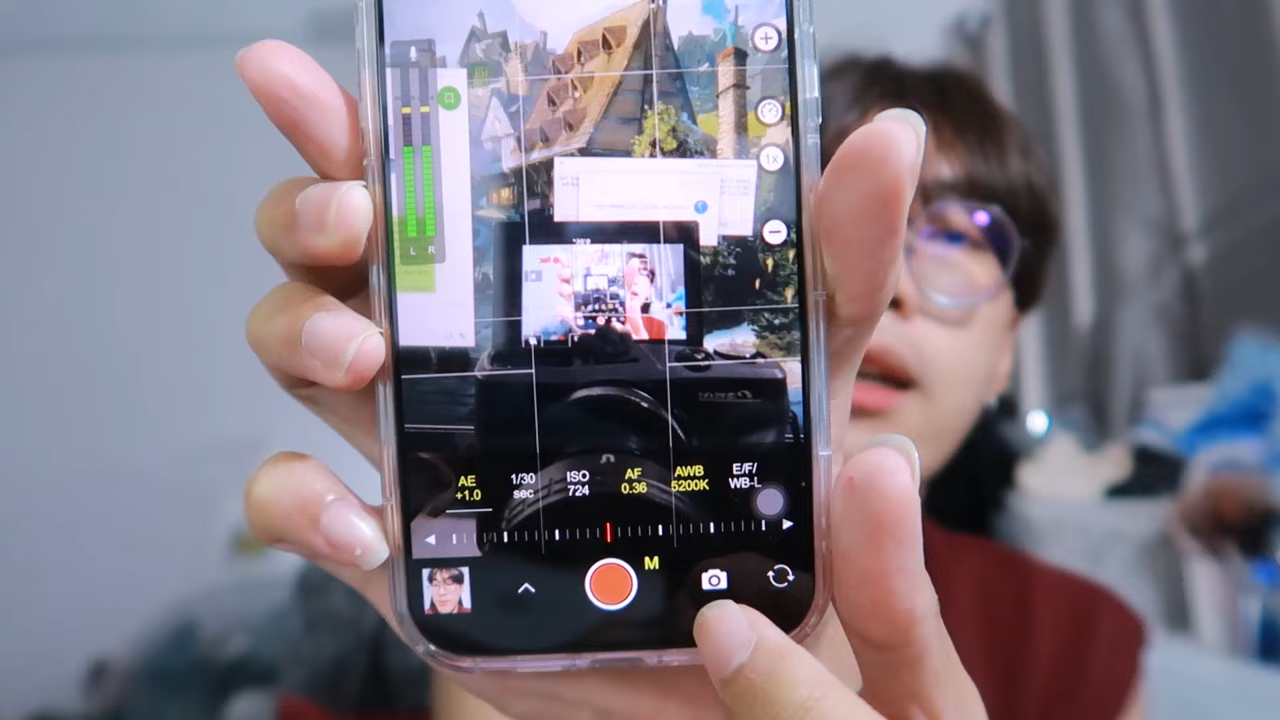 1x
L R
AE
+1.0
1/30
sec
ISO
724
AF
0.36
AWB
5200K
E/F/
WB-L
M